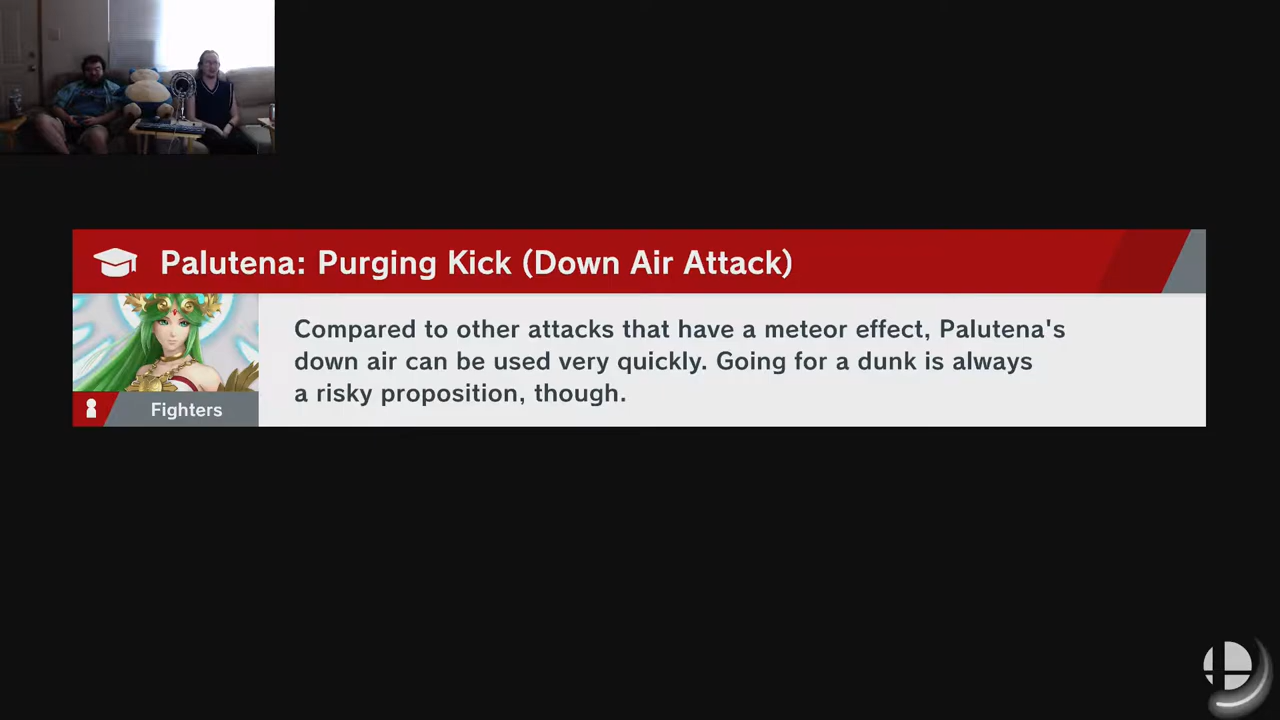 Palutena: Purging Kick (Down Air Attack)
Compared to other attacks that have a meteor effect, Palutena's
down air can be used very quickly. Going for a dunk is always
a risky proposition, though.
Fighters